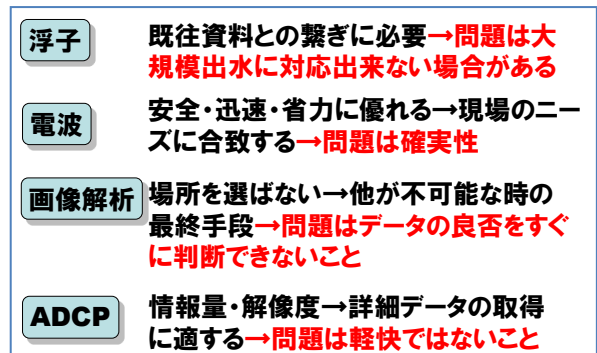 浮子
既往資料との繋ぎに必要→問題は大
規模出水に対応出来ない場合がある
電波
安全・迅速・省力に優れる→現場のニー
ズに合致する→問題は確実性
画像解析
場所を選ばない→他が不可能な時の
最終手段→問題はデータの良否をすぐ
に判断できないこと
ADCP
情報量・解像度→詳細データの取得
に適する→問題は軽快ではないこと